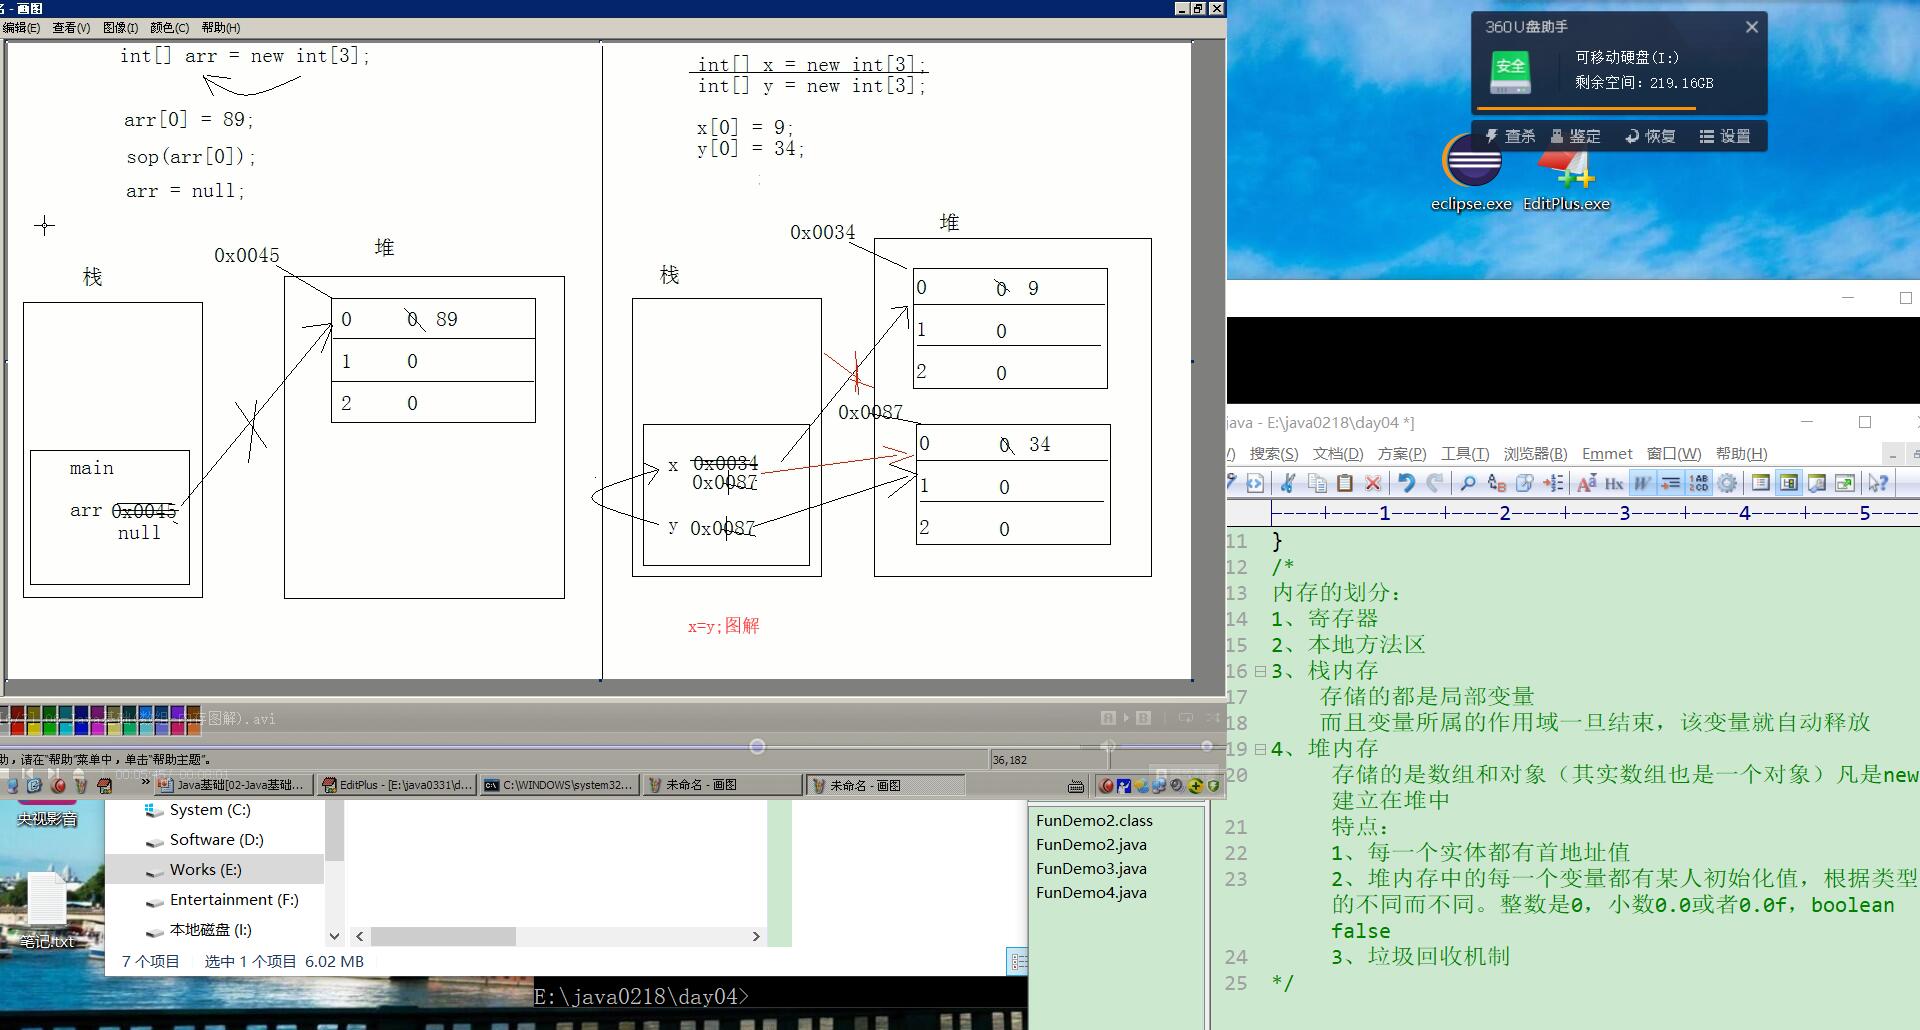 - 画图
编辑(E) 查看(V) 图像(I) 颜色(C) 帮助(H)
int[] arr = new int[3];
arr[0] = 89;
sop(arr[0]);
arr = null;
栈
0x0045
堆
0 0 89
1 0
2 0
main
arr 0x0045
null
int[] x = new int[3];
int[] y = new int[3];
x[0] = 9;
y[0] = 34;
;
栈
0x0034
堆
0 0 9
1 0
2 0
0x0087
0 0 34
1 0
2 0
x 0x0034
0x0087
y 0x0087
x=y;图解
内存图解).avi
助，请在"帮助"菜单中，单击"帮助主题"。
36,182
Java基础[02-Java基础...
EditPlus - [E:\java0331\d...
C:\WINDOWS\system32...
未命名 - 画图
未命名 - 画图
360U盘助手
安全
可移动硬盘(I:)
剩余空间：219.16GB
查杀 鉴定 恢复 设置
eclipse.exe EditPlus.exe
java - E:\java0218\day04 *]
搜索(S) 文档(D) 方案(P) 工具(T) 浏览器(B) Emmet 窗口(W) 帮助(H)
----+----1----+----2----+----3----+----4----+----5----
11 }
12 /*
13 内存的划分：
14 1、寄存器
15 2、本地方法区
16 3、栈内存
17 存储的都是局部变量
18 而且变量所属的作用域一旦结束，该变量就自动释放
19 4、堆内存
20 存储的是数组和对象（其实数组也是一个对象）凡是new
建立在堆中
21 特点：
22 1、每一个实体都有首地址值
23 2、堆内存中的每一个变量都有某人初始化值，根据类型
的不同而不同。整数是0，小数0.0或者0.0f，boolean
false
24 3、垃圾回收机制
25 */
央视影音
笔记.txt
System (C:)
Software (D:)
Works (E:)
Entertainment (F:)
本地磁盘 (I:)
7 个项目 选中 1 个项目 6.02 MB
FunDemo2.class
FunDemo2.java
FunDemo3.java
FunDemo4.java
E:\java0218\day04>